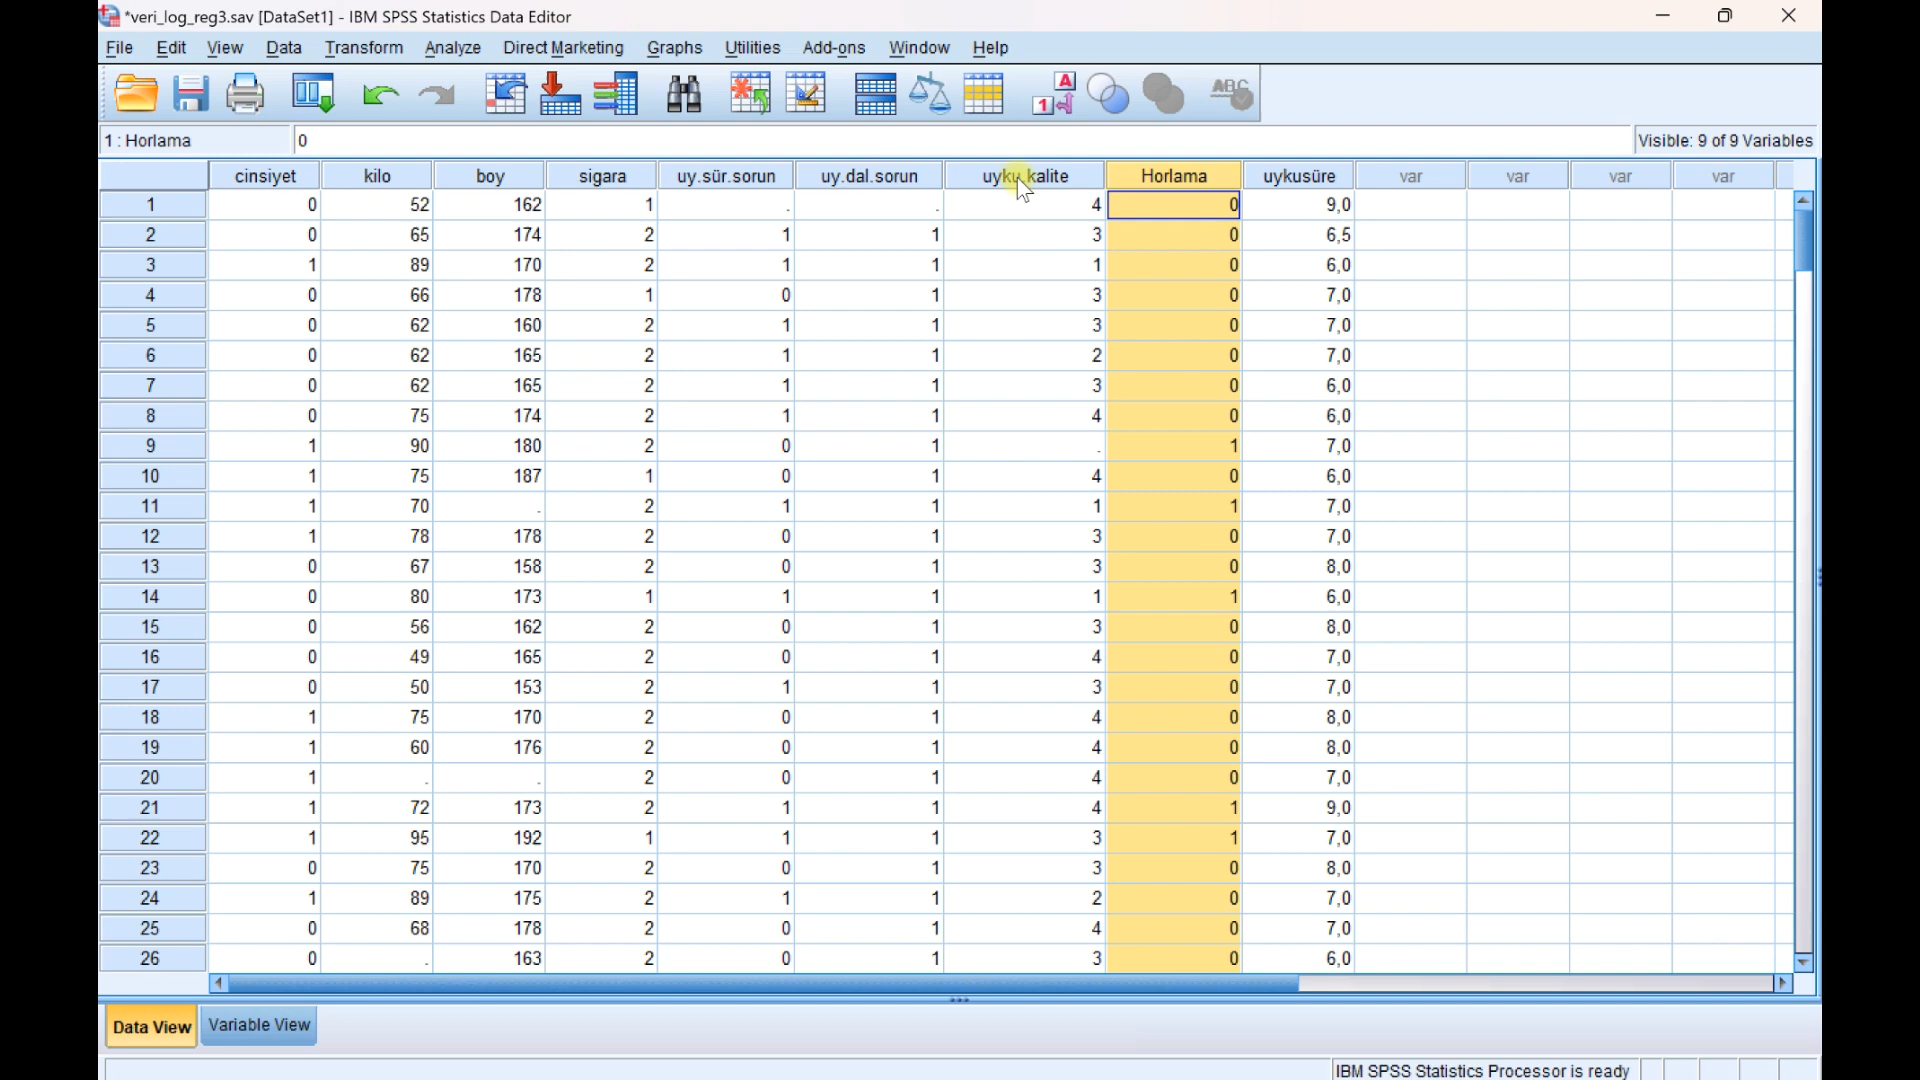 *veri_log_reg3.sav [DataSet1] - IBM SPSS Statistics Data Editor
File Edit View Data Transform Analyze Direct Marketing Graphs Utilities Add-ons Window Help
1 : Horlama 0 Visible: 9 of 9 Variables
cinsiyet kilo boy sigara uy.sür.sorun uy.dal.sorun uyku.kalite Horlama uykusüre var var var var
1 0 52 162 1 . . 4 0 9,0
2 0 65 174 2 1 1 3 0 6,5
3 1 89 170 2 1 1 1 0 6,0
4 0 66 178 1 0 1 3 0 7,0
5 0 62 160 2 1 1 3 0 7,0
6 0 62 165 2 1 1 2 0 7,0
7 0 62 165 2 1 1 3 0 6,0
8 0 75 174 2 1 1 4 0 6,0
9 1 90 180 2 0 1 . 1 7,0
10 1 75 187 1 0 1 4 0 6,0
11 1 70 . 2 1 1 1 1 7,0
12 1 78 178 2 0 1 3 0 7,0
13 0 67 158 2 0 1 3 0 8,0
14 0 80 173 1 1 1 1 1 6,0
15 0 56 162 2 0 1 3 0 8,0
16 0 49 165 2 0 1 4 0 7,0
17 0 50 153 2 1 1 3 0 7,0
18 1 75 170 2 0 1 4 0 8,0
19 1 60 176 2 0 1 4 0 8,0
20 1 . . 2 0 1 4 0 7,0
21 1 72 173 2 1 1 4 1 9,0
22 1 95 192 1 1 1 3 1 7,0
23 0 75 170 2 0 1 3 0 8,0
24 1 89 175 2 1 1 2 0 7,0
25 0 68 178 2 0 1 4 0 7,0
26 0 . 163 2 0 1 3 0 6,0
Data View Variable View
IBM SPSS Statistics Processor is ready